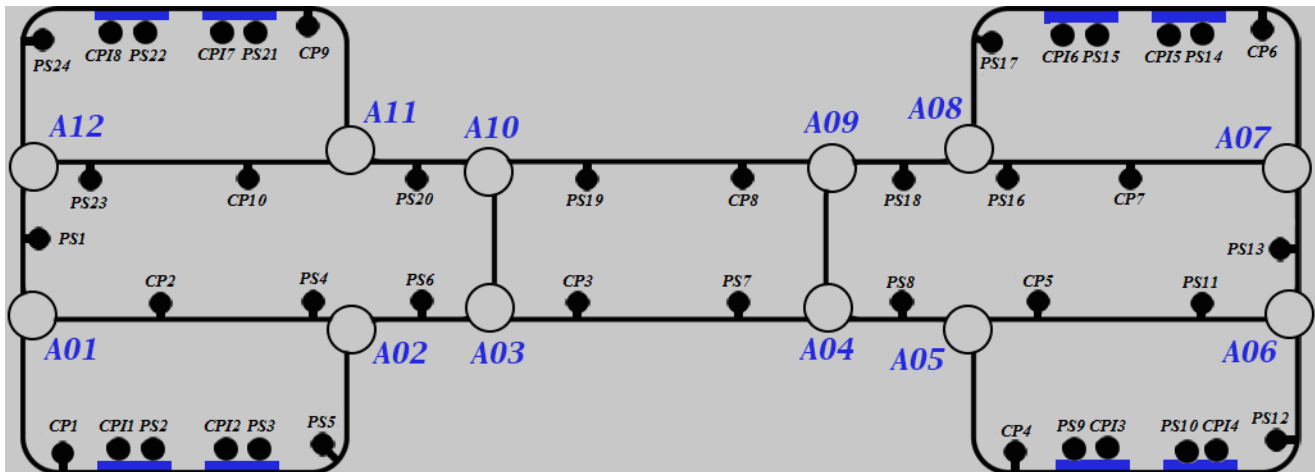 PS24 CPI8 PS22 CPI7 PS21 CP9 PS17 CPI6 PS15 CPI5 PS14 CP6
A12 A11 A10 A09 A08 A07
PS23 CP10 PS20 PS19 CP8 PS18 PS16 CP7
PS1 PS13
CP2 PS4 PS6 CP3 PS7 PS8 CP5 PS11
A01 A02 A03 A04 A05 A06
CP1 CPI1 PS2 CPI2 PS3 PS5 CP4 PS9 CPI3 PS10 CPI4 PS12